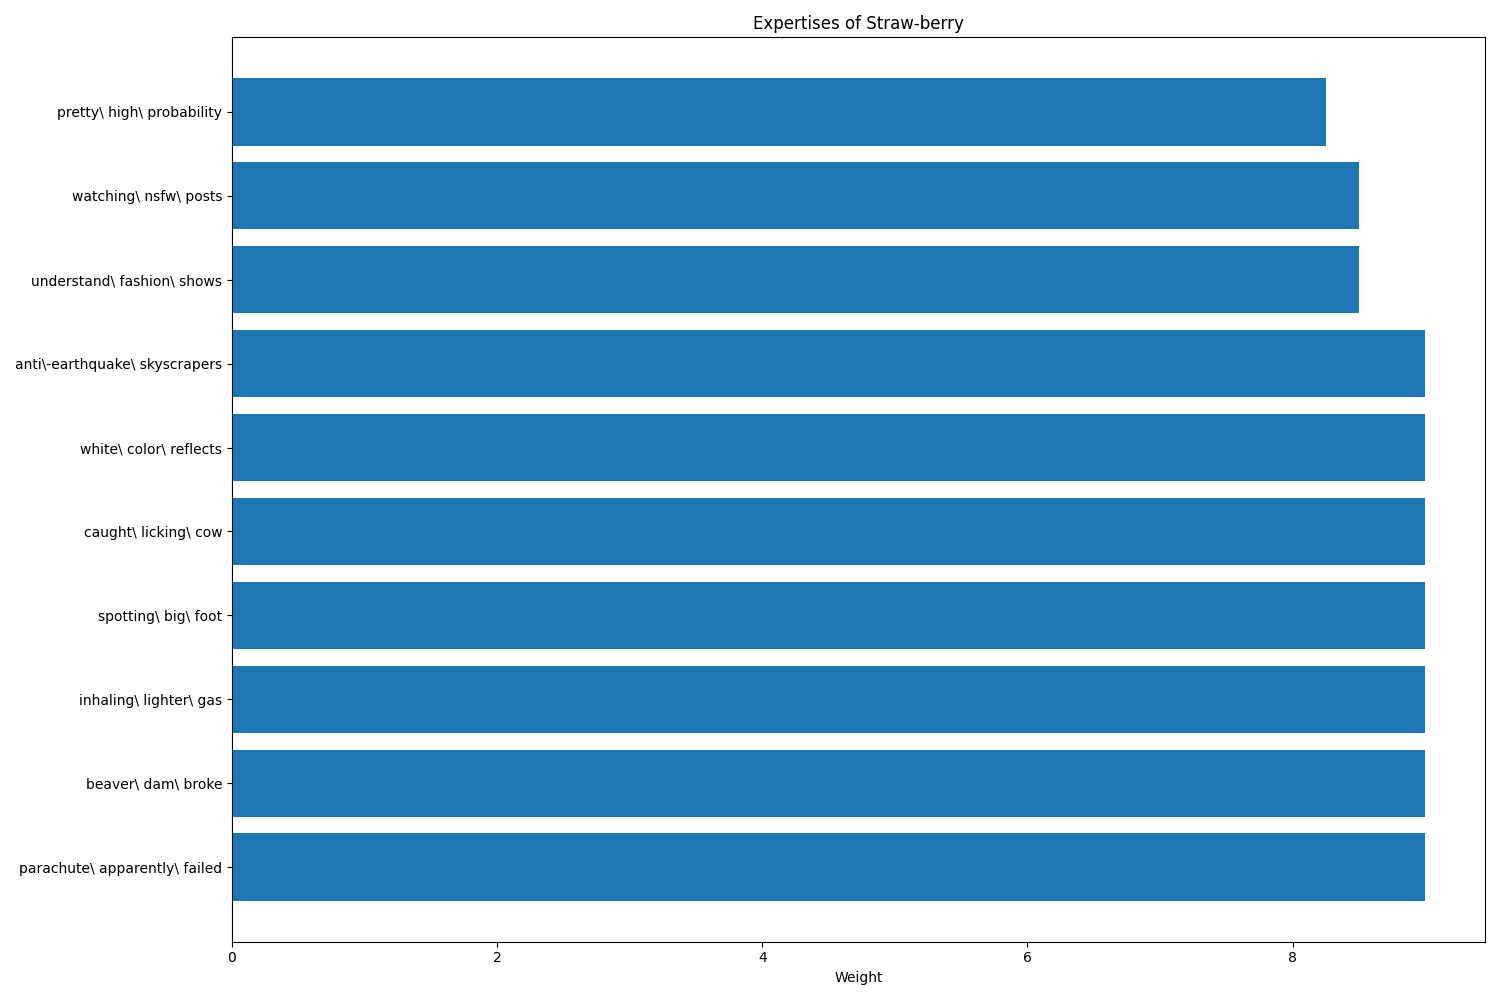 Expertises of Straw-berry
pretty\ high\ probability
watching\ nsfw\ posts
understand\ fashion\ shows
anti\-earthquake\ skyscrapers
white\ color\ reflects
caught\ licking\ cow
spotting\ big\ foot
inhaling\ lighter\ gas
beaver\ dam\ broke
parachute\ apparently\ failed
0 2 4 6 8
Weight